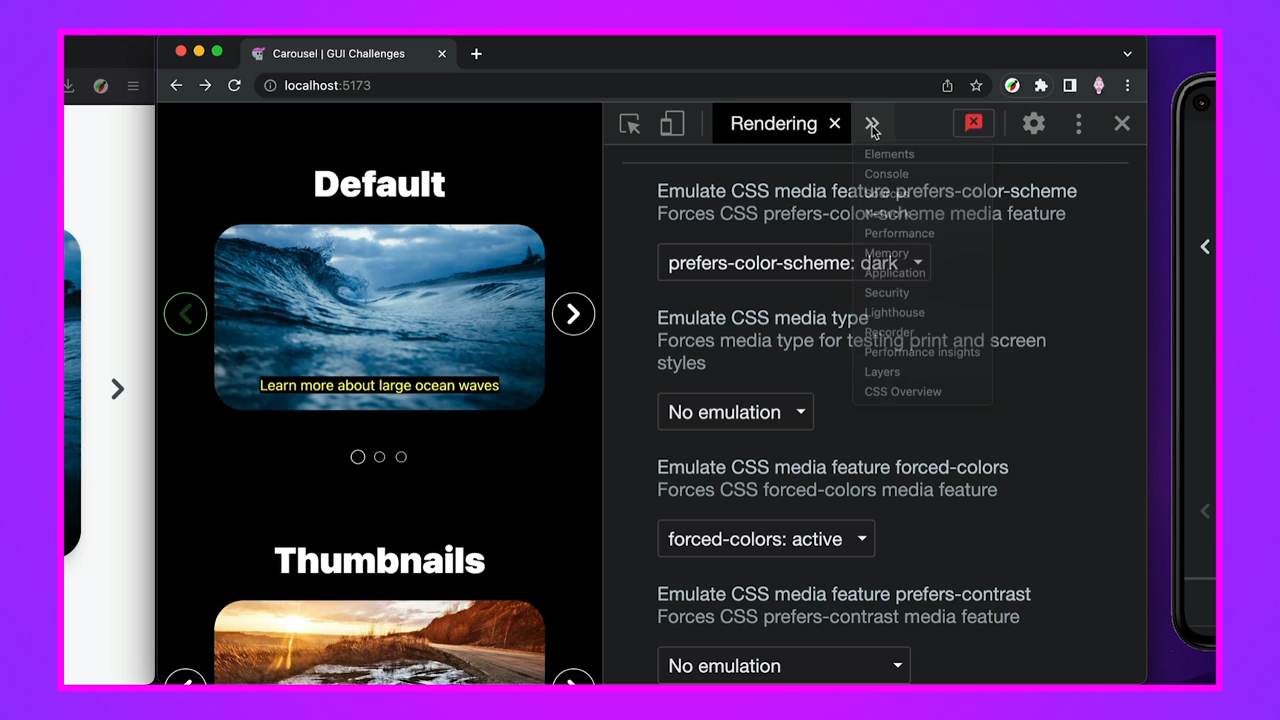 Carousel | GUI Challenges
localhost:5173
Rendering
Default
Learn more about large ocean waves
Thumbnails
Elements
Console
Sources
Network
Performance
Memory
Application
Security
Lighthouse
Recorder
Performance insights
Layers
CSS Overview
Emulate CSS media feature prefers-color-scheme
Forces CSS prefers-color-scheme media feature
prefers-color-scheme: dark
Emulate CSS media type
Forces media type for testing print and screen
styles
No emulation
Emulate CSS media feature forced-colors
Forces CSS forced-colors media feature
forced-colors: active
Emulate CSS media feature prefers-contrast
Forces CSS prefers-contrast media feature
No emulation